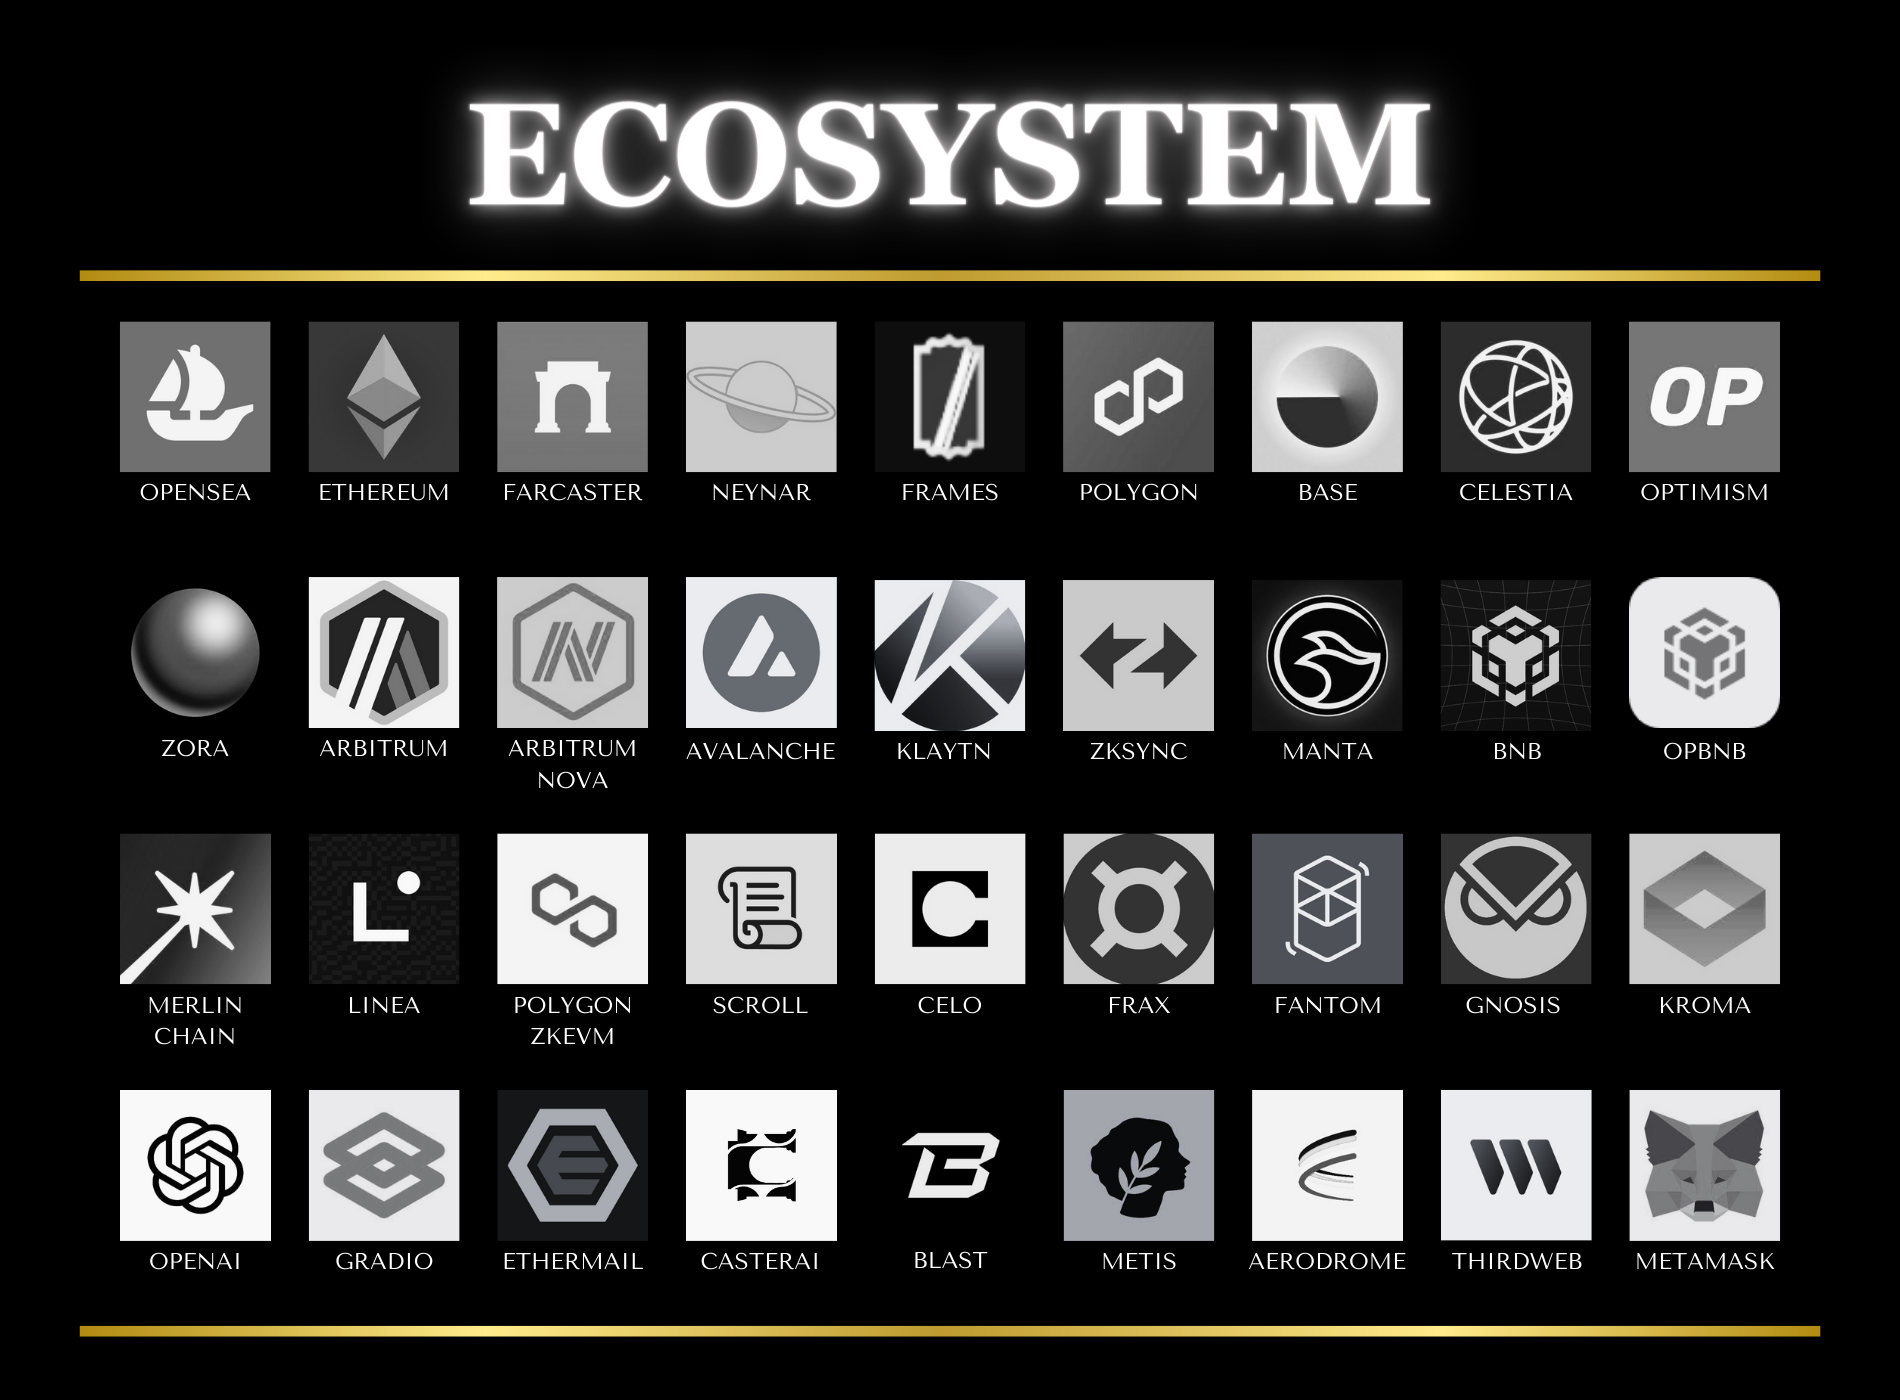 ECOSYSTEM
OPENSEA
ETHEREUM
FARCASTER
NEYNAR
FRAMES
POLYGON
BASE
CELESTIA
OP
OPTIMISM
ZORA
ARBITRUM
ARBITRUM
NOVA
AVALANCHE
KLAYTN
ZKSYNC
MANTA
BNB
OPBNB
MERLIN
CHAIN
LINEA
POLYGON
ZKEVM
SCROLL
CELO
FRAX
FANTOM
GNOSIS
KROMA
OPENAI
GRADIO
ETHERMAIL
CASTERAI
BLAST
METIS
AERODROME
THIRDWEB
METAMASK